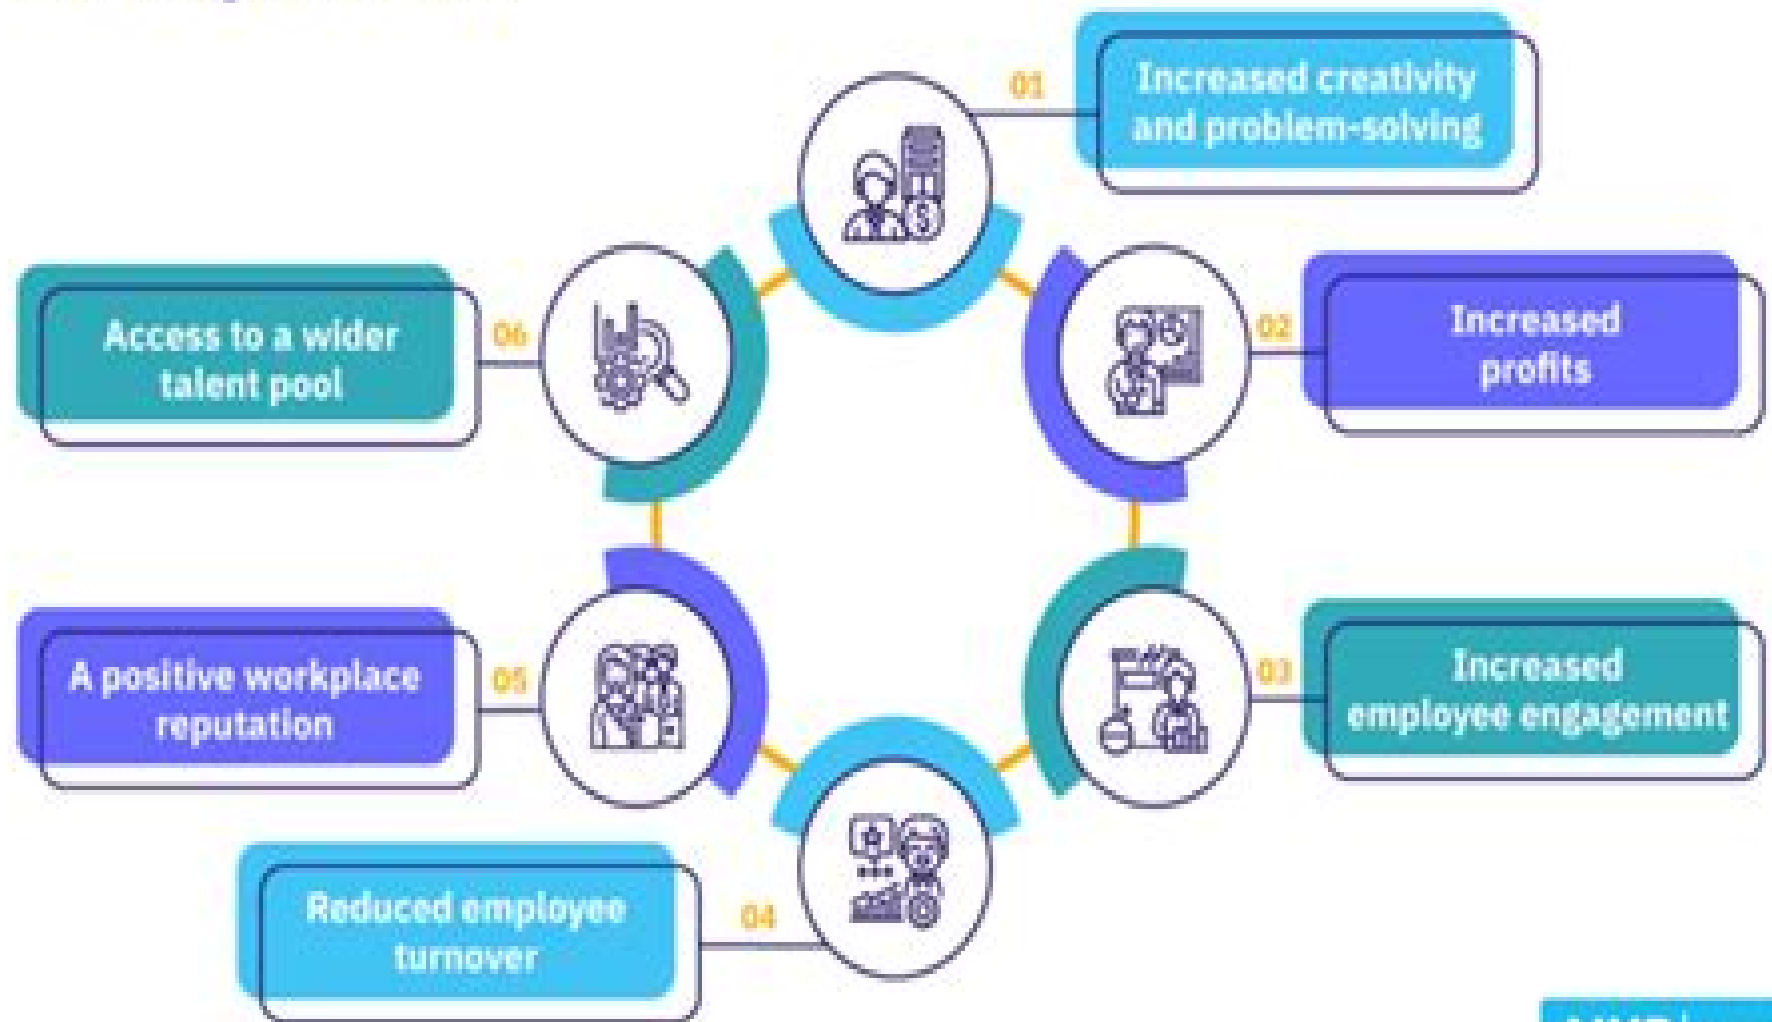 01
Increased creativity
and problem-solving
02
Increased
profits
03
Increased
employee engagement
04
Reduced employee
turnover
05
A positive workplace
reputation
06
Access to a wider
talent pool